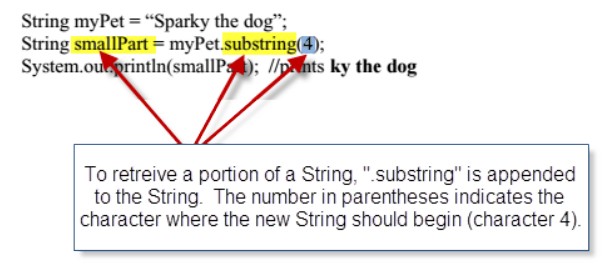 String myPet = “Sparky the dog”;
String smallPart = myPet.substring(4);
System.out.println(smallPart); //prints ky the dog
To retreive a portion of a String, ".substring" is appended
to the String. The number in parentheses indicates the
character where the new String should begin (character 4).